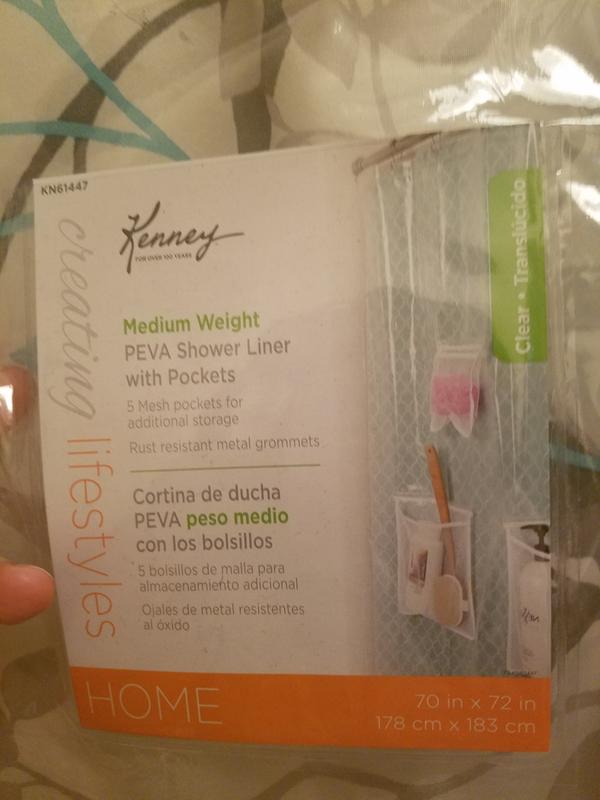 KN61447
creating
lifestyles
Kenney
FOR OVER 100 YEARS
Medium Weight
PEVA Shower Liner
with Pockets
5 Mesh pockets for
additional storage
Rust resistant metal grommets
Cortina de ducha
PEVA peso medio
con los bolsillos
5 bolsillos de malla para
almacenamiento adicional
Ojales de metal resistentes
al óxido
Clear • Translúcido
HOME
70 in x 72 in
178 cm x 183 cm